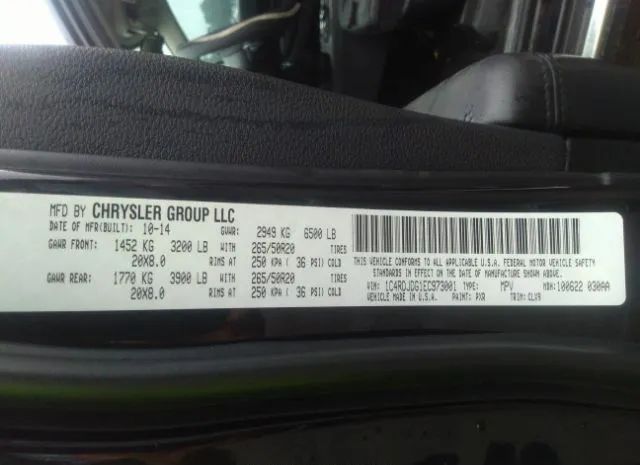 MFD BY CHRYSLER GROUP LLC
DATE OF MFR(BUILT): 10-14 GVWR: 2949 KG 6500 LB
GAWR FRONT: 1452 KG 3200 LB WITH 265/50R20 TIRES
20X8.0 RIMS AT 250 KPA ( 36 PSI) COLD
GAWR REAR: 1770 KG 3900 LB WITH 265/50R20 TIRES
20X8.0 RIMS AT 250 KPA ( 36 PSI) COLD
THIS VEHICLE CONFORMS TO ALL APPLICABLE U.S.A. FEDERAL MOTOR VEHICLE SAFETY
STANDARDS IN EFFECT ON THE DATE OF MANUFACTURE SHOWN ABOVE.
MADE IN U.S.A.
VIN: 1C4RDJDG1EC973001 TYPE: MPV MDH:100622 030AA
PAINT: PXR TRIM: CLX9